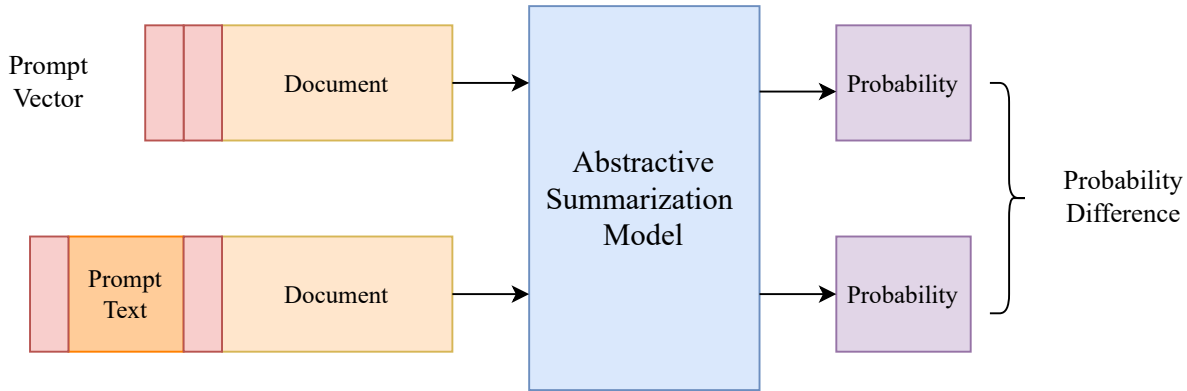 Prompt
Vector
Document
Abstractive
Summarization
Model
Probability
Probability
Difference
Prompt
Text
Document
Probability